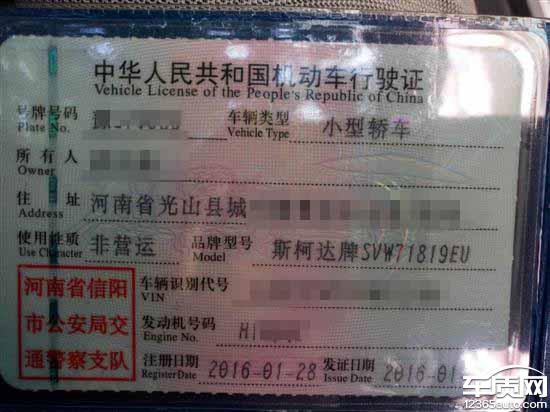 中华人民共和国机动车行驶证
Vehicle License of the People's Republic of China
号牌号码 车辆类型 小型轿车
Plate No. Vehicle Type
所有人
Owner
住址 河南省光山县城
Address
使用性质 非营运 品牌型号 斯柯达牌SVW71819EU
Use Character Model
河南省信阳 车辆识别代号
VIN
市公安局交 发动机号码 H1
Engine No.
通警察支队 注册日期 2016-01-28 发证日期 2016-01
Register Date Issue Date
车质网
12365auto.com